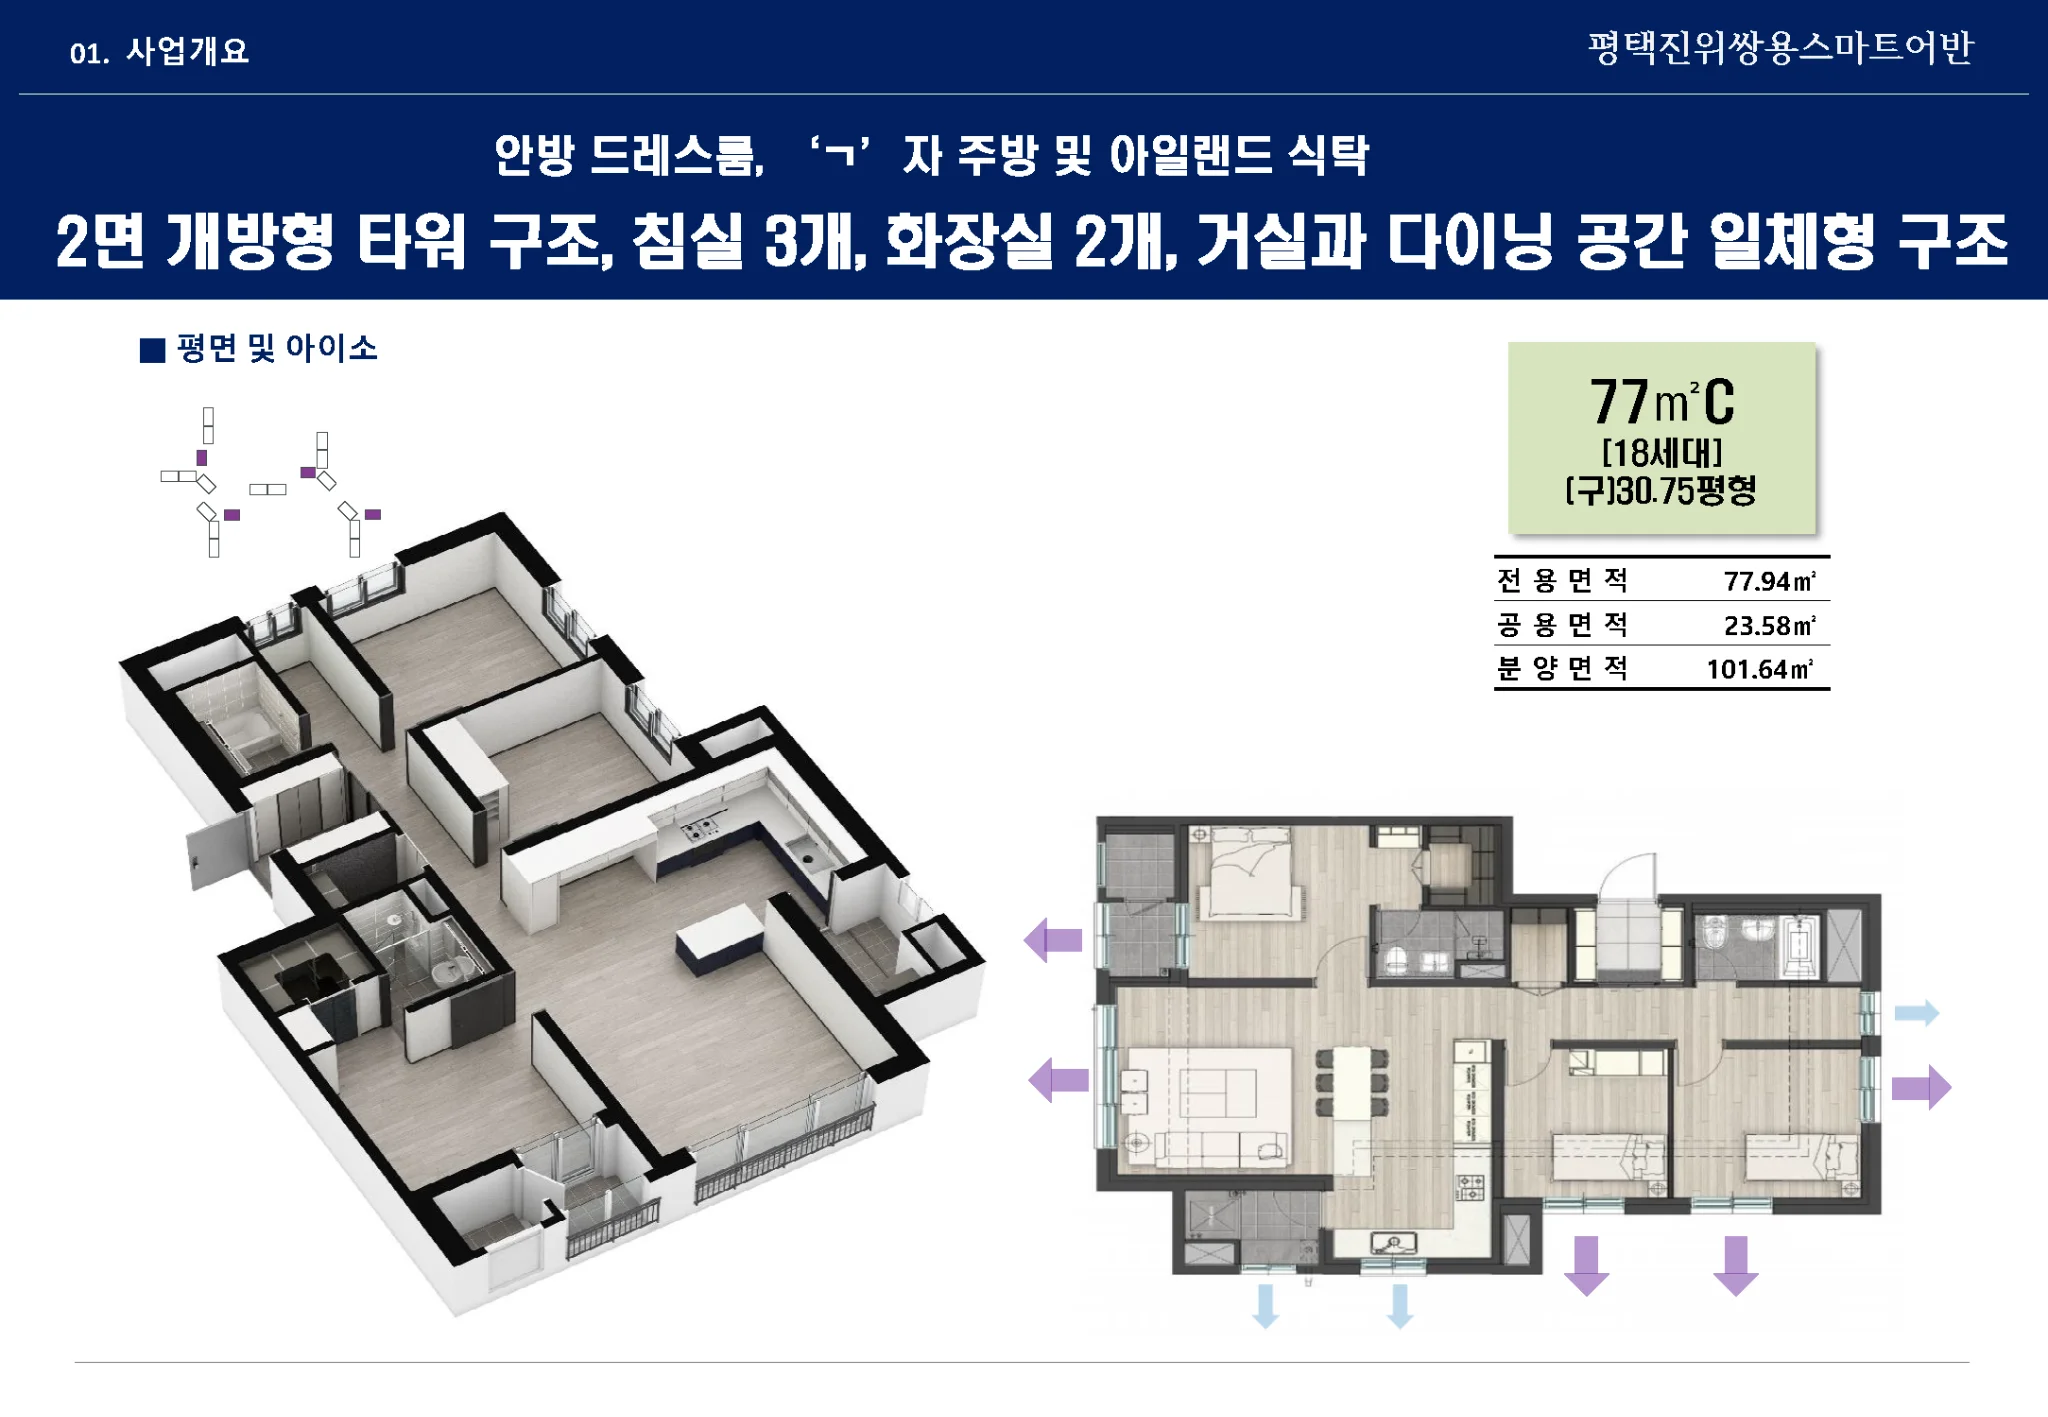 01. 사업개요
평택진위쌍용스마트어반
안방 드레스룸, ‘ㄱ’ 자 주방 및 아일랜드 식탁
2면 개방형 타워 구조, 침실 3개, 화장실 2개, 거실과 다이닝 공간 일체형 구조
■ 평면 및 아이소
77㎡C
[18세대]
(구)30.75평형
전용면적 77.94㎡
공용면적 23.58㎡
분양면적 101.64㎡